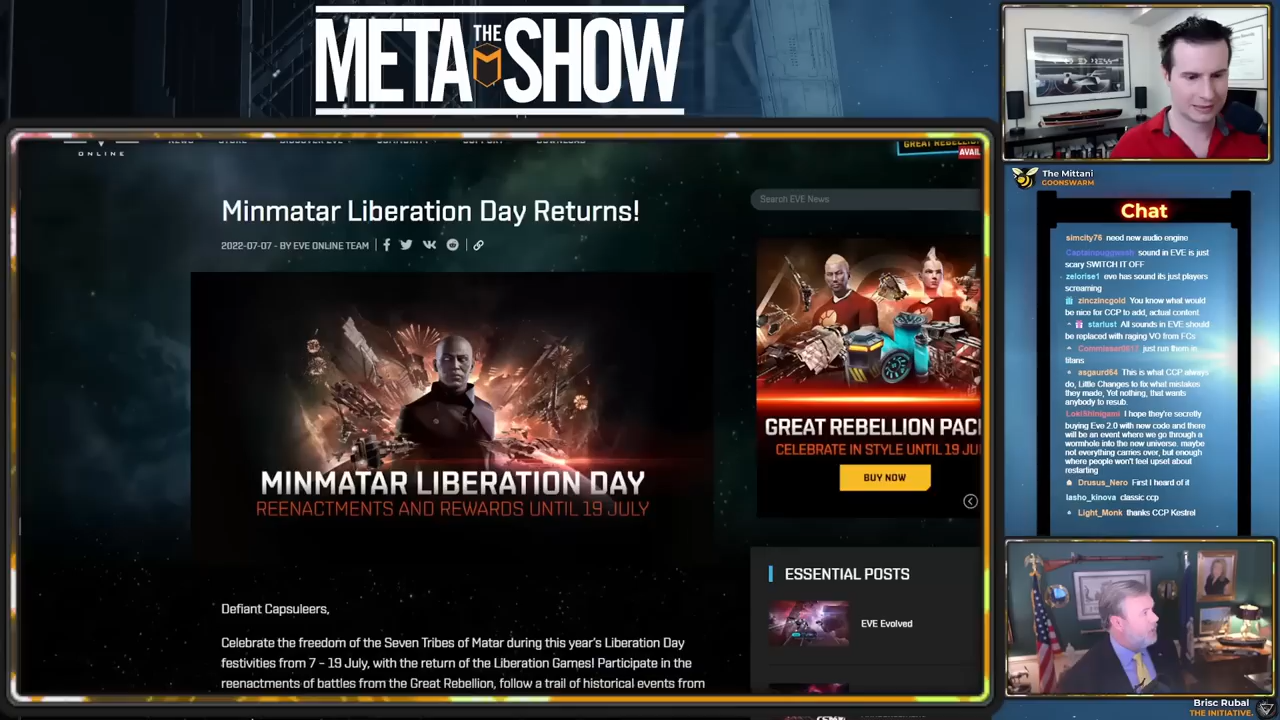 META THE SHOW
ONLINE
GREAT REBELLION
AVAIL
Minmatar Liberation Day Returns!
2022-07-07 - BY EVE ONLINE TEAM
Search EVE News
MINMATAR LIBERATION DAY
REENACTMENTS AND REWARDS UNTIL 19 JULY
GREAT REBELLION PAC
CELEBRATE IN STYLE UNTIL 19 JU
BUY NOW
ESSENTIAL POSTS
EVE Evolved
Defiant Capsuleers,
Celebrate the freedom of the Seven Tribes of Matar during this year's Liberation Day
festivities from 7 - 19 July, with the return of the Liberation Games! Participate in the
reenactments of battles from the Great Rebellion, follow a trail of historical events from
The Mittani
GOONSWARM
Chat
simcity76 need new audio engine
sound in EVE is just
scary SWITCH IT OFF
zelorise1 eve has sound its just players
screaming
zinczincgold You know what would
be nice for CCP to add, actual content
starlust All sounds in EVE should
be replaced with raging VO from FCs
just run them in
titans
asgaurd64 This is what CCP always
do, Little Changes to fix what mistakes
they made, Yet nothing, that wants
anybody to resub.
LokiShinigami I hope they're secretly
buying Eve 2.0 with new code and there
will be an event where we go through a
wormhole into the new universe. maybe
not everything carries over, but enough
where people won't feel upset about
restarting
Drusus_Nero First I heard of it
lasho_kinova classic ccp
Light_Monk thanks CCP Kestrel
Brisc Rubal
THE INITIATIVE.